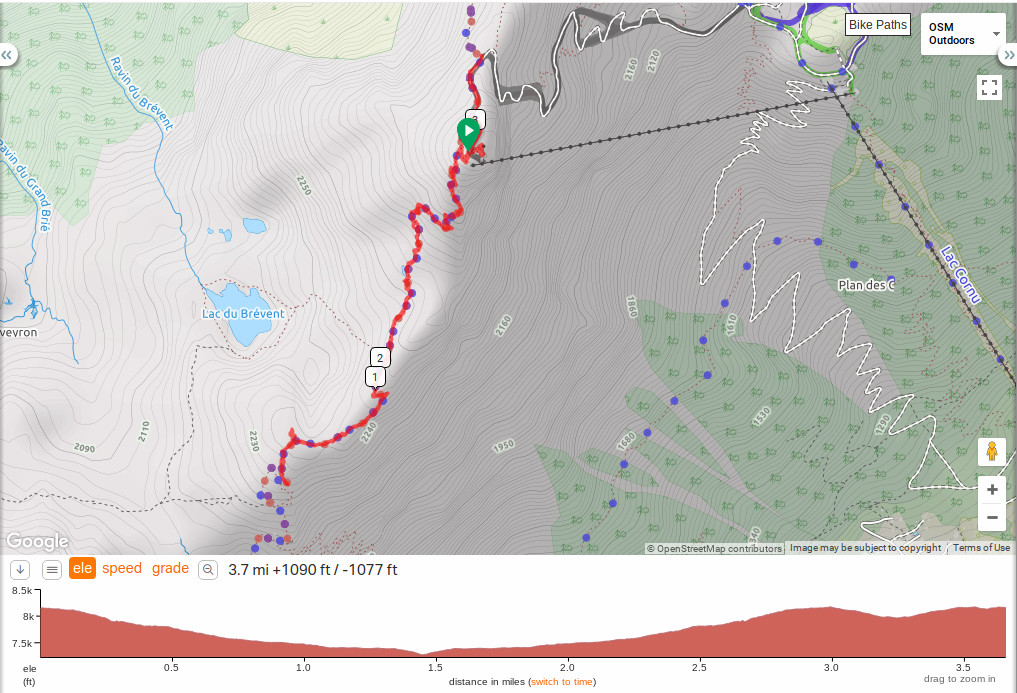 Bike Paths
OSM
Outdoors
Ravin du Brévent
2160
2120
Ravin du Grand Brié
2250
Lac Cornu
Plan des C
Lac du Brévent
veyron
2160
1860
1610
2
1
2110
2090
2230
2240
1950
1680
1530
1290
Google
© OpenStreetMap contributors
Image may be subject to copyright
Terms of Use
ele
speed
grade
3.7 mi +1090 ft / -1077 ft
8.5k
8k
7.5k
ele
(ft)
0.5
1.0
1.5
2.0
2.5
3.0
3.5
distance in miles (switch to time)
drag to zoom in